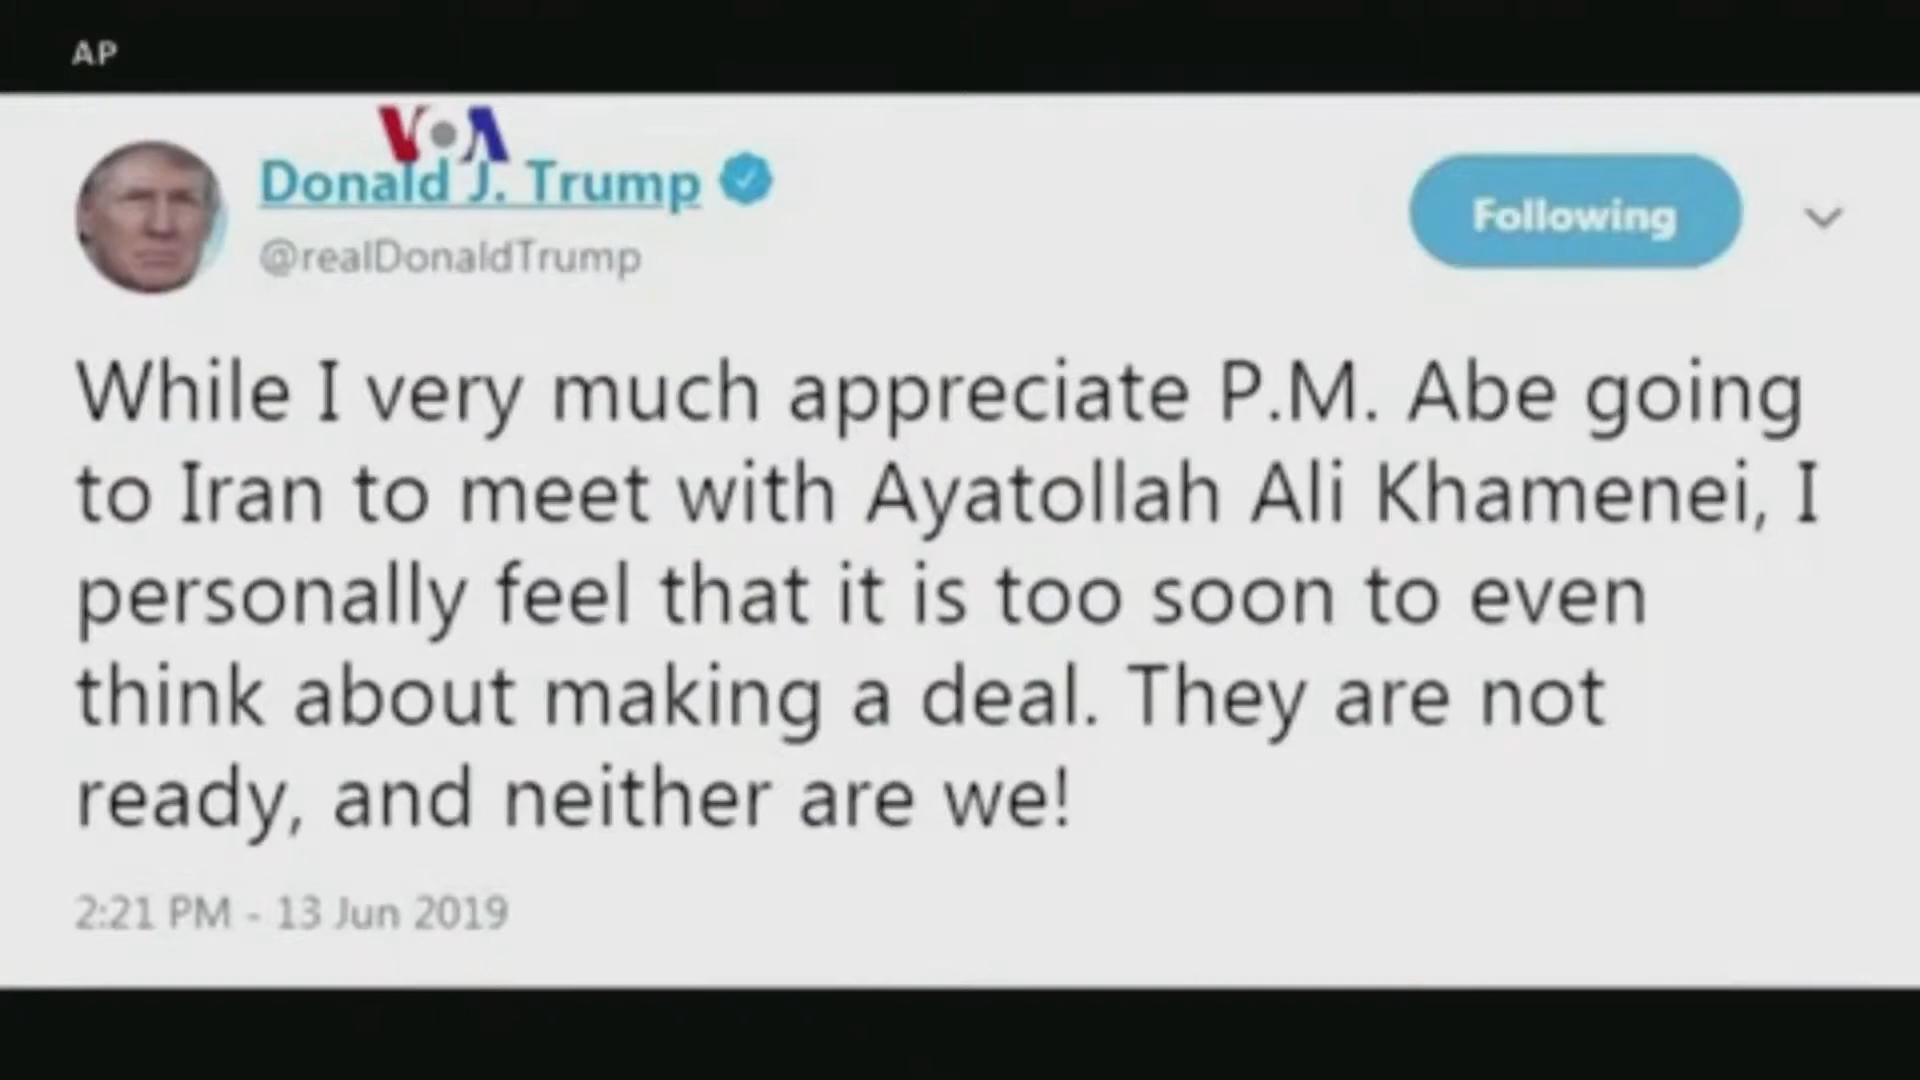 AP
VOA
Donald J. Trump
@realDonaldTrump
Following
While I very much appreciate P.M. Abe going
to Iran to meet with Ayatollah Ali Khamenei, I
personally feel that it is too soon to even
think about making a deal. They are not
ready, and neither are we!
2:21 PM - 13 Jun 2019